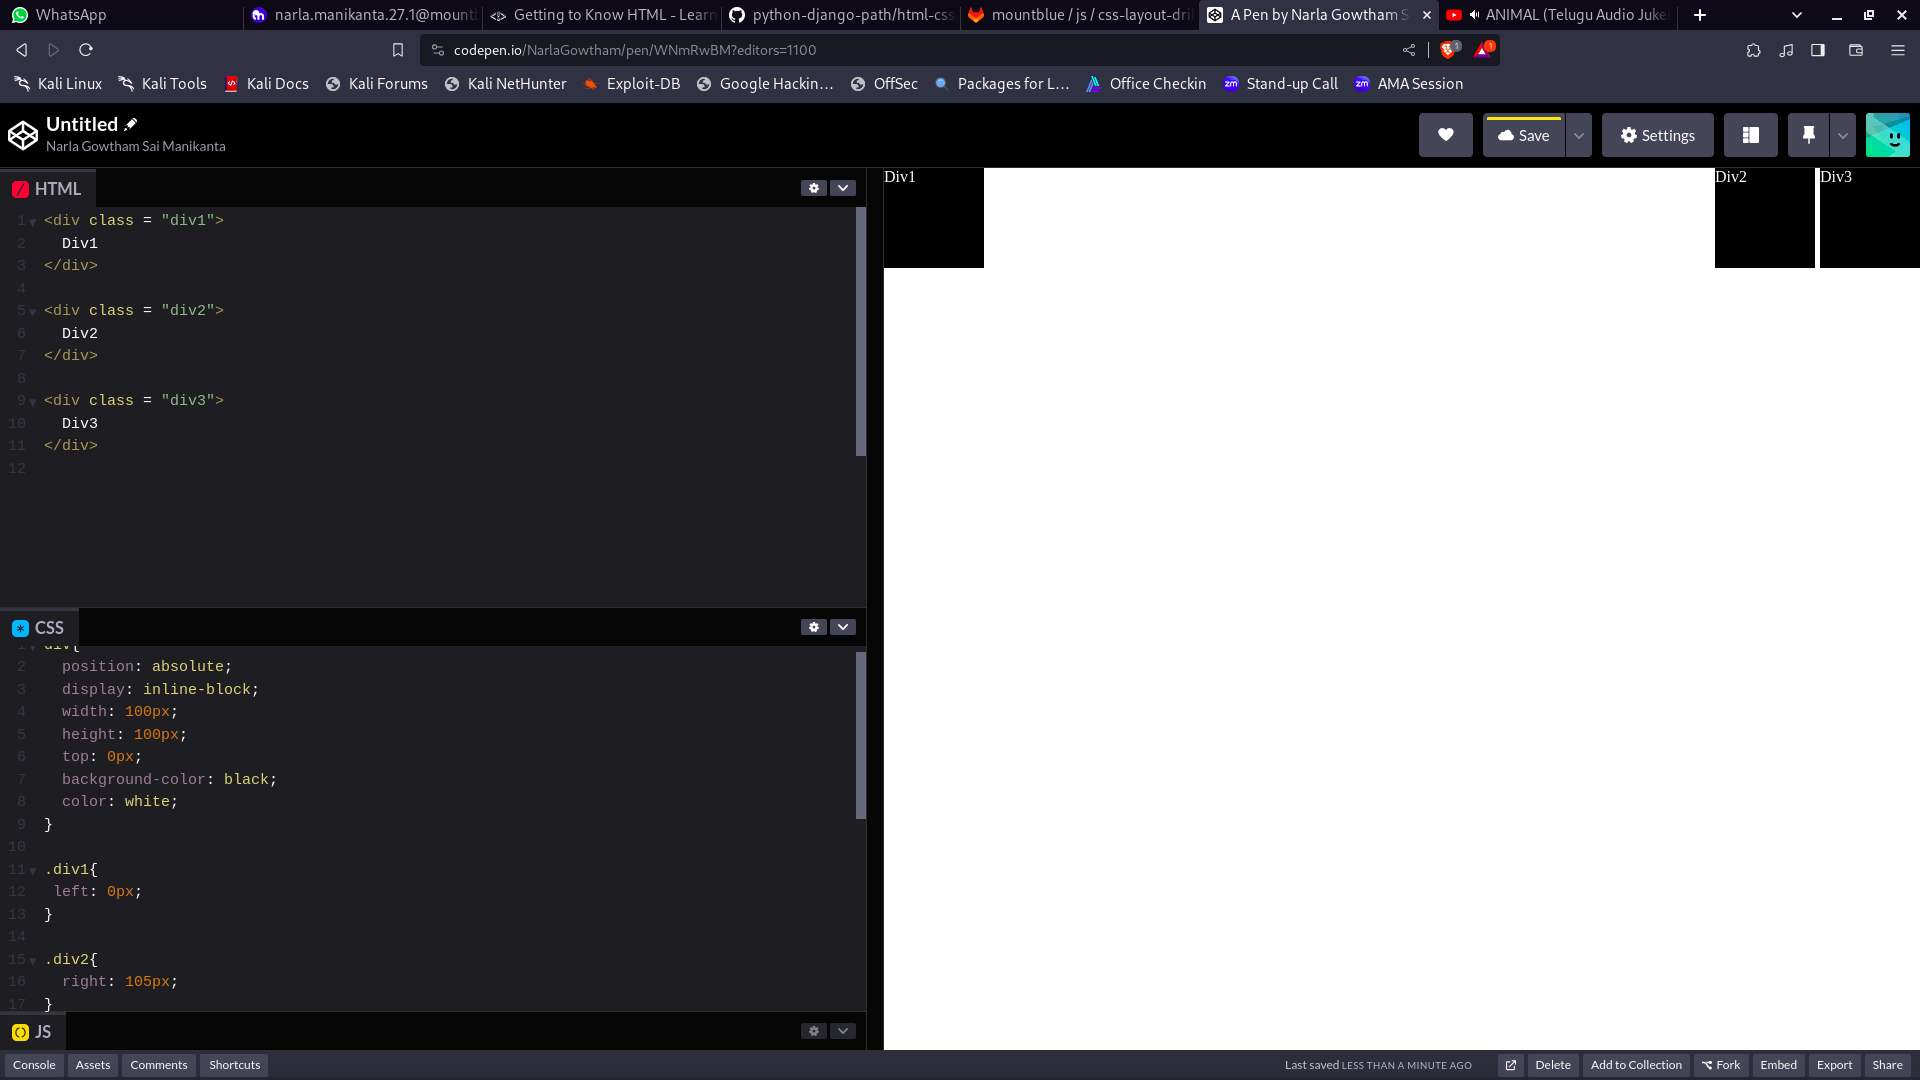 WhatsApp
narla.manikanta.27.1@mount
Getting to Know HTML - Learn
python-django-path/html-css
mountblue / js / css-layout-dril
A Pen by Narla Gowtham S
ANIMAL (Telugu Audio Juke
codepen.io/NarlaGowtham/pen/WNmRwBM?editors=1100
1
1
Kali Linux
Kali Tools
Kali Docs
Kali Forums
Kali NetHunter
Exploit-DB
Google Hackin…
OffSec
Packages for L…
Office Checkin
Stand-up Call
AMA Session
Untitled
Narla Gowtham Sai Manikanta
Save
Settings
HTML
1 <div class = "div1">
2 Div1
3 </div>
4
5 <div class = "div2">
6 Div2
7 </div>
8
9 <div class = "div3">
10 Div3
11 </div>
12
CSS
1 div{
2 position: absolute;
3 display: inline-block;
4 width: 100px;
5 height: 100px;
6 top: 0px;
7 background-color: black;
8 color: white;
9 }
10
11 .div1{
12 left: 0px;
13 }
14
15 .div2{
16 right: 105px;
17 }
JS
Div1
Div2
Div3
Console
Assets
Comments
Shortcuts
Last saved LESS THAN A MINUTE AGO
Delete
Add to Collection
Fork
Embed
Export
Share